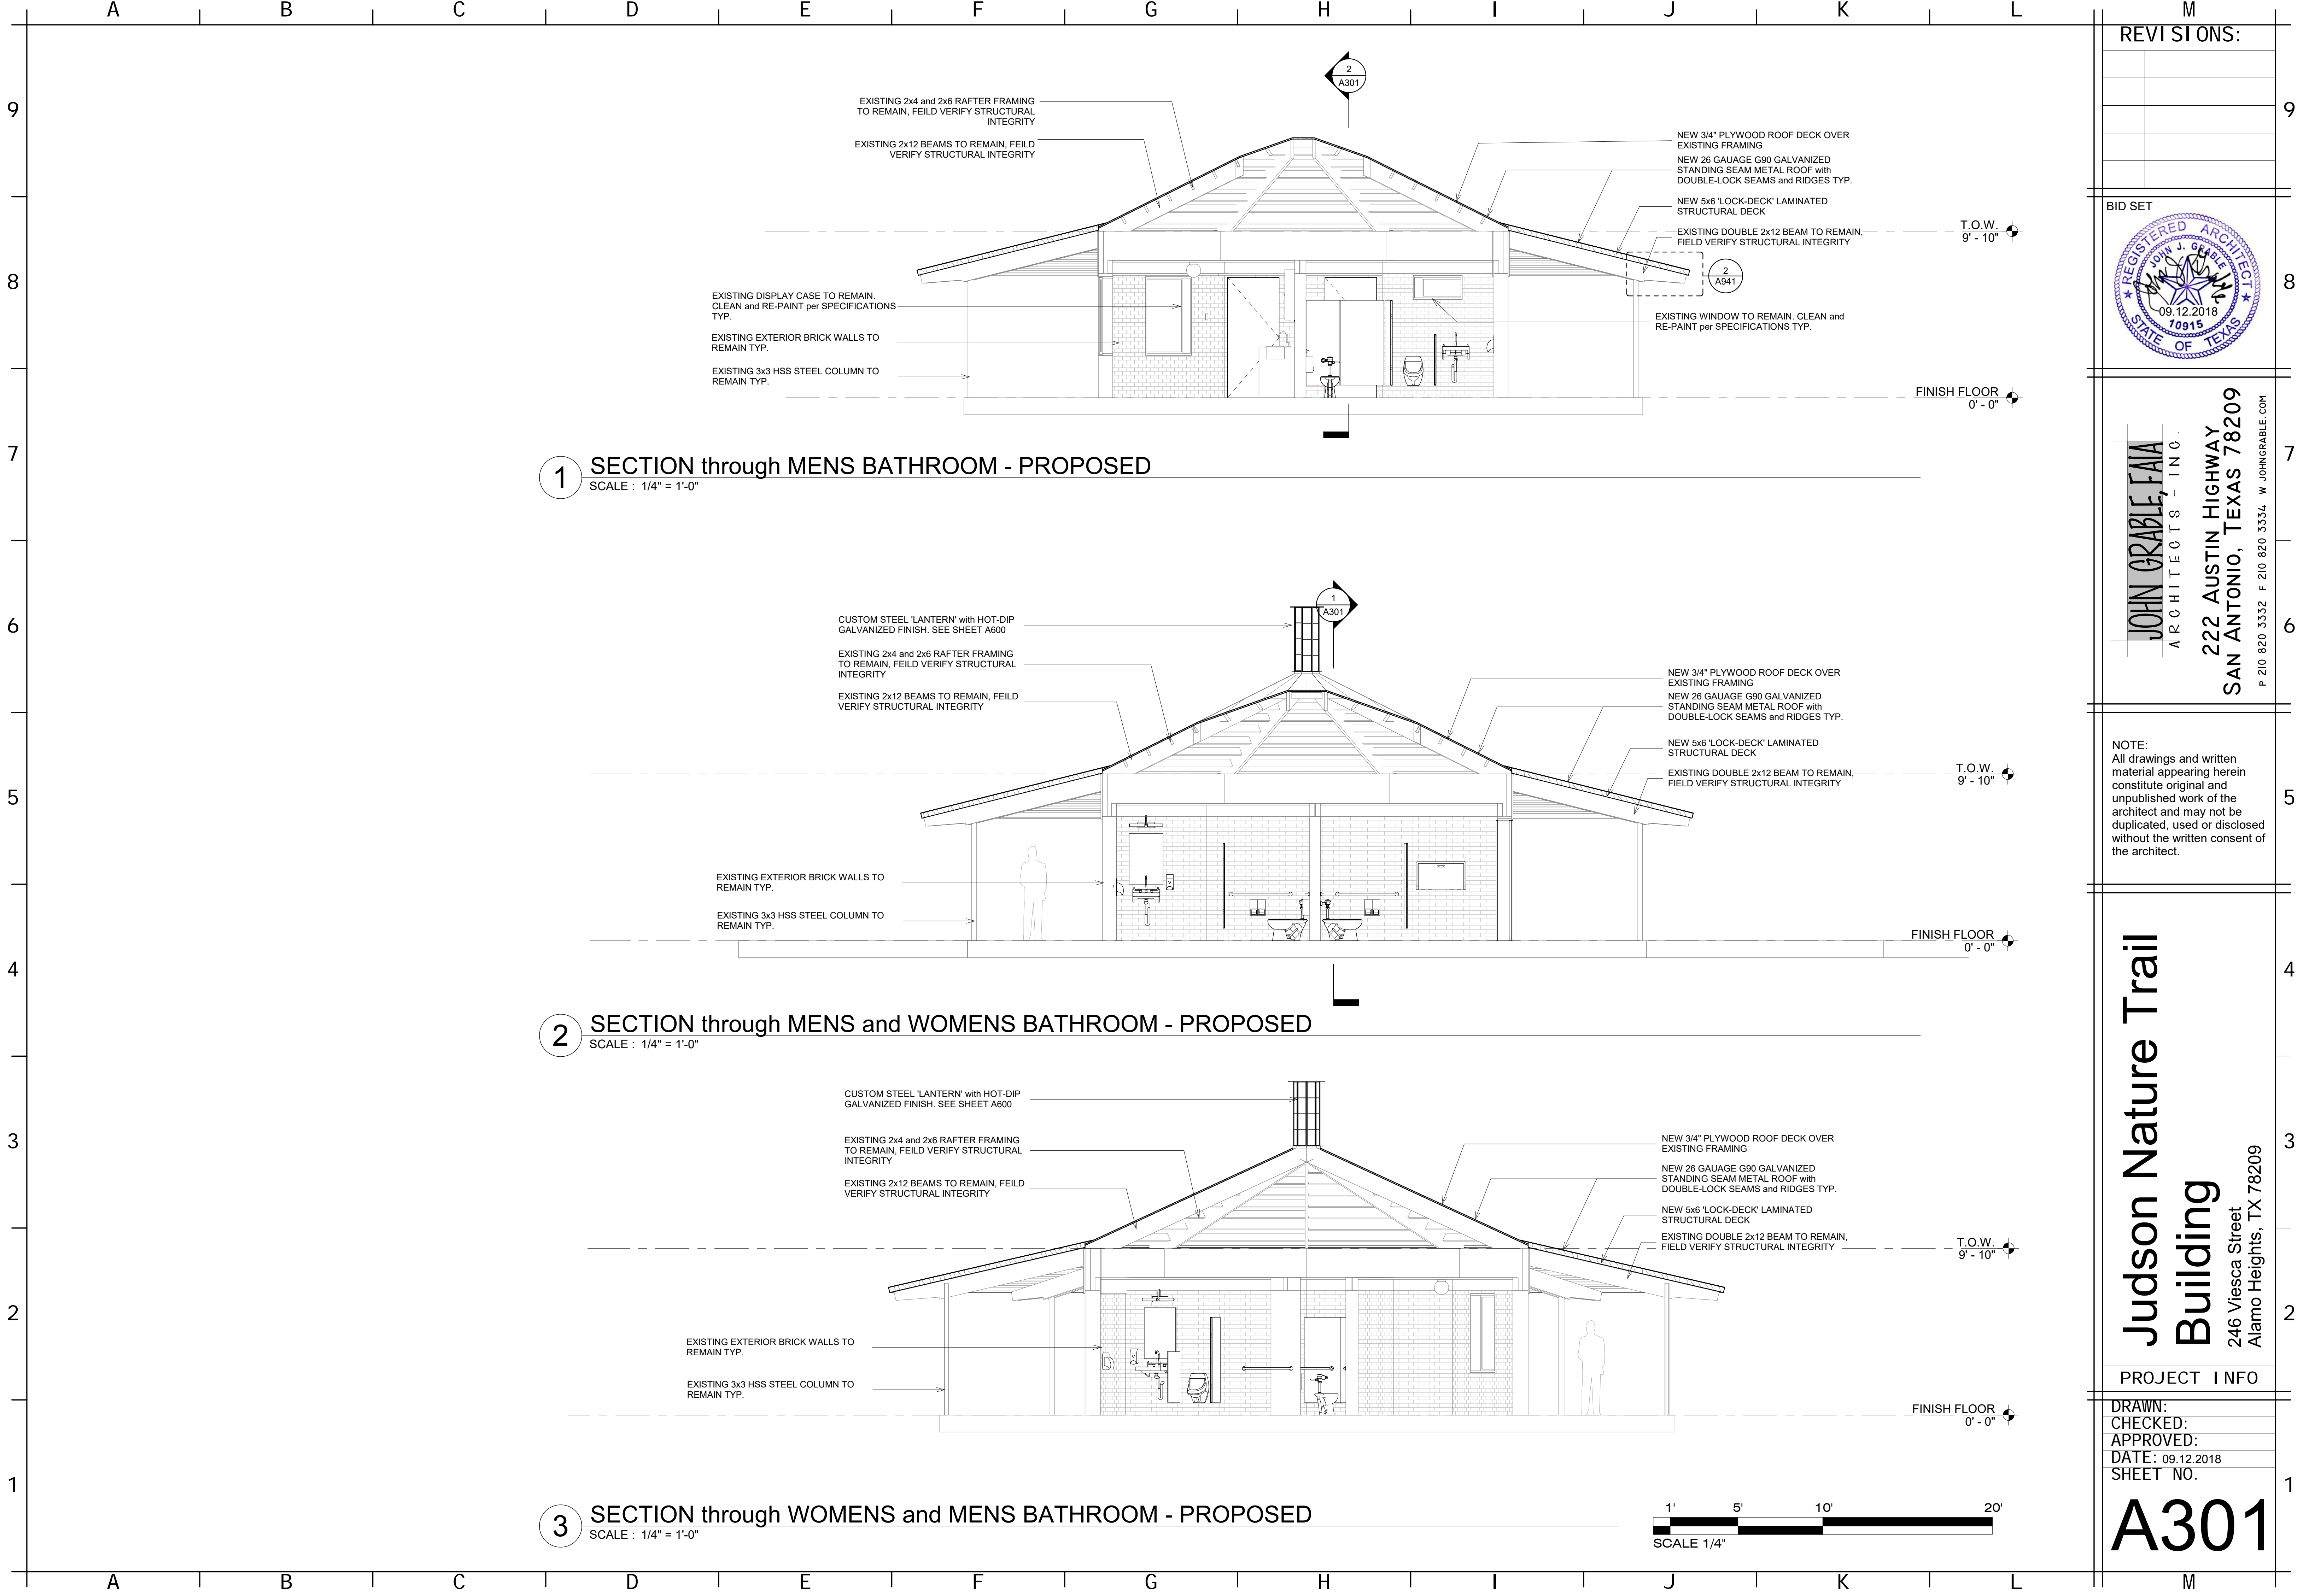 A B C D E F G H I J K L M
9
8
7
6
5
4
3
2
1
2
A301
EXISTING 2x4 and 2x6 RAFTER FRAMING
TO REMAIN, FEILD VERIFY STRUCTURAL
INTEGRITY
EXISTING 2x12 BEAMS TO REMAIN, FEILD
VERIFY STRUCTURAL INTEGRITY
NEW 3/4" PLYWOOD ROOF DECK OVER
EXISTING FRAMING
NEW 26 GAUAGE G90 GALVANIZED
STANDING SEAM METAL ROOF with
DOUBLE-LOCK SEAMS and RIDGES TYP.
NEW 5x6 'LOCK-DECK' LAMINATED
STRUCTURAL DECK
EXISTING DOUBLE 2x12 BEAM TO REMAIN,
FIELD VERIFY STRUCTURAL INTEGRITY
T.O.W.
9' - 10"
2
A941
EXISTING DISPLAY CASE TO REMAIN.
CLEAN and RE-PAINT per SPECIFICATIONS
TYP.
EXISTING EXTERIOR BRICK WALLS TO
REMAIN TYP.
EXISTING 3x3 HSS STEEL COLUMN TO
REMAIN TYP.
EXISTING WINDOW TO REMAIN. CLEAN and
RE-PAINT per SPECIFICATIONS TYP.
FINISH FLOOR
0' - 0"
1
SECTION through MENS BATHROOM - PROPOSED
SCALE : 1/4" = 1'-0"
1
A301
CUSTOM STEEL 'LANTERN' with HOT-DIP
GALVANIZED FINISH. SEE SHEET A600
EXISTING 2x4 and 2x6 RAFTER FRAMING
TO REMAIN, FEILD VERIFY STRUCTURAL
INTEGRITY
EXISTING 2x12 BEAMS TO REMAIN, FEILD
VERIFY STRUCTURAL INTEGRITY
NEW 3/4" PLYWOOD ROOF DECK OVER
EXISTING FRAMING
NEW 26 GAUAGE G90 GALVANIZED
STANDING SEAM METAL ROOF with
DOUBLE-LOCK SEAMS and RIDGES TYP.
NEW 5x6 'LOCK-DECK' LAMINATED
STRUCTURAL DECK
EXISTING DOUBLE 2x12 BEAM TO REMAIN,
FIELD VERIFY STRUCTURAL INTEGRITY
T.O.W.
9' - 10"
EXISTING EXTERIOR BRICK WALLS TO
REMAIN TYP.
EXISTING 3x3 HSS STEEL COLUMN TO
REMAIN TYP.
FINISH FLOOR
0' - 0"
2
SECTION through MENS and WOMENS BATHROOM - PROPOSED
SCALE : 1/4" = 1'-0"
CUSTOM STEEL 'LANTERN' with HOT-DIP
GALVANIZED FINISH. SEE SHEET A600
EXISTING 2x4 and 2x6 RAFTER FRAMING
TO REMAIN, FEILD VERIFY STRUCTURAL
INTEGRITY
EXISTING 2x12 BEAMS TO REMAIN, FEILD
VERIFY STRUCTURAL INTEGRITY
NEW 3/4" PLYWOOD ROOF DECK OVER
EXISTING FRAMING
NEW 26 GAUAGE G90 GALVANIZED
STANDING SEAM METAL ROOF with
DOUBLE-LOCK SEAMS and RIDGES TYP.
NEW 5x6 'LOCK-DECK' LAMINATED
STRUCTURAL DECK
EXISTING DOUBLE 2x12 BEAM TO REMAIN,
FIELD VERIFY STRUCTURAL INTEGRITY
T.O.W.
9' - 10"
EXISTING EXTERIOR BRICK WALLS TO
REMAIN TYP.
EXISTING 3x3 HSS STEEL COLUMN TO
REMAIN TYP.
FINISH FLOOR
0' - 0"
3
SECTION through WOMENS and MENS BATHROOM - PROPOSED
SCALE : 1/4" = 1'-0"
1' 5' 10' 20'
SCALE 1/4"
REVISIONS:
BID SET
REGISTERED ARCHITECT
JOHN J. GRABLE
09.12.2018
10915
STATE OF TEXAS
JOHN GRABLE, FAIA
ARCHITECTS - INC.
222 AUSTIN HIGHWAY
SAN ANTONIO, TEXAS 78209
P 210 820 3332 F 210 820 3334 W JOHNGRABLE.COM
NOTE:
All drawings and written
material appearing herein
constitute original and
unpublished work of the
architect and may not be
duplicated, used or disclosed
without the written consent of
the architect.
Judson Nature Trail
Building
246 Viesca Street
Alamo Heights, TX 78209
PROJECT INFO
DRAWN:
CHECKED:
APPROVED:
DATE: 09.12.2018
SHEET NO.
A301
9
8
7
6
5
4
3
2
1
A B C D E F G H I J K L M